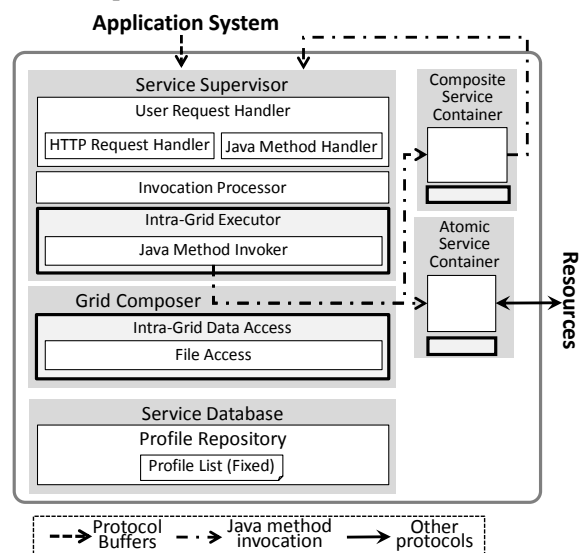 Application System
Service Supervisor
User Request Handler
HTTP Request Handler
Java Method Handler
Invocation Processor
Intra-Grid Executor
Java Method Invoker
Grid Composer
Intra-Grid Data Access
File Access
Service Database
Profile Repository
Profile List (Fixed)
Composite
Service
Container
Atomic
Service
Container
Resources
Protocol
Buffers
Java method
invocation
Other
protocols